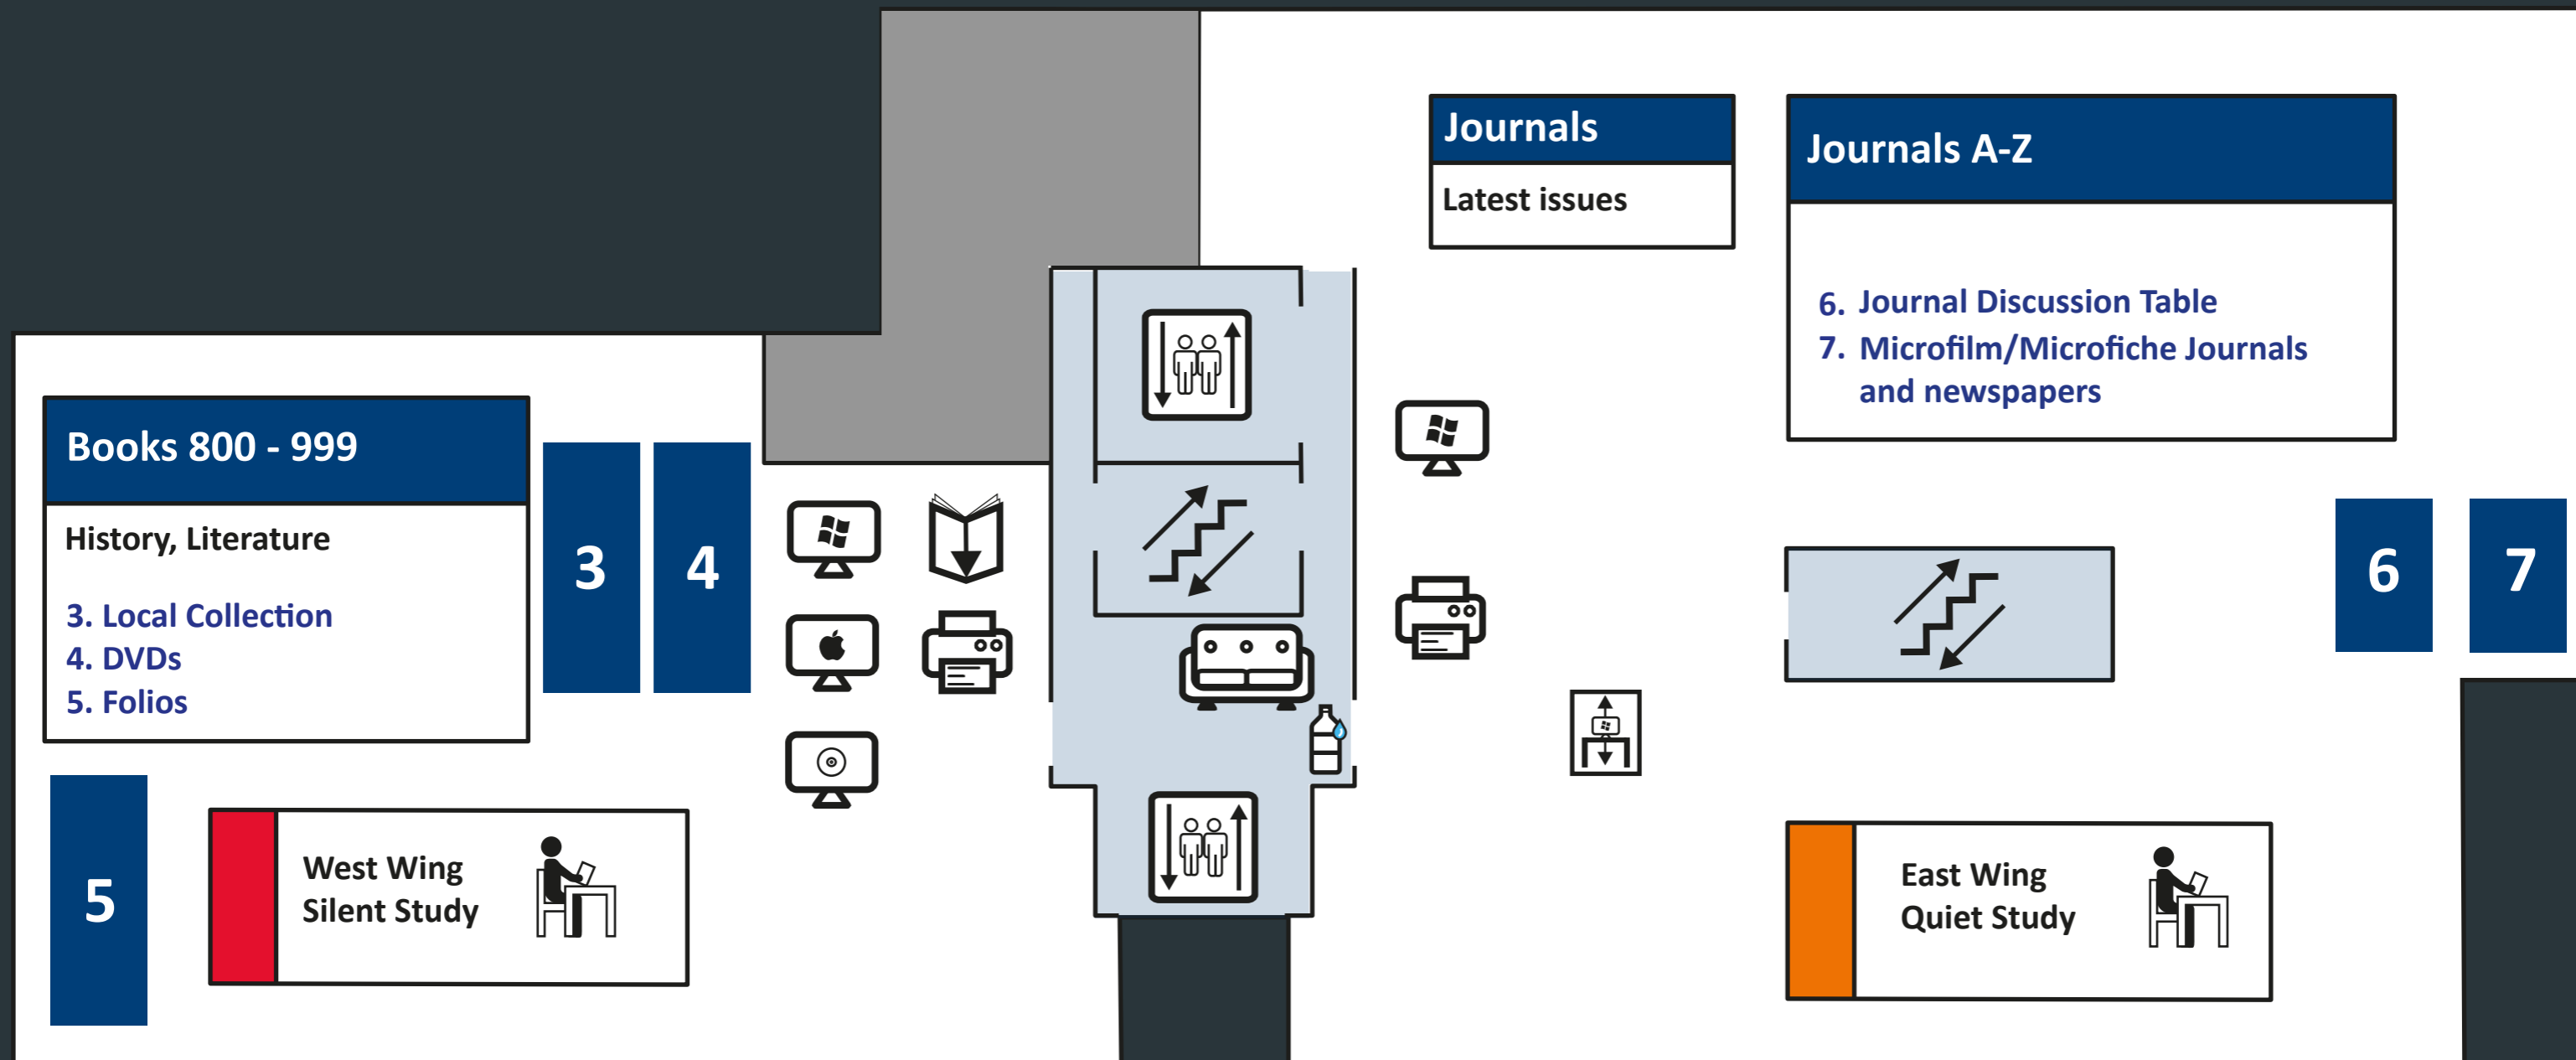 Journals
Latest issues
Journals A-Z
6. Journal Discussion Table
7. Microfilm/Microfiche Journals
and newspapers
Books 800 - 999
History, Literature
3. Local Collection
4. DVDs
5. Folios
3
4
6
7
5
West Wing
Silent Study
East Wing
Quiet Study